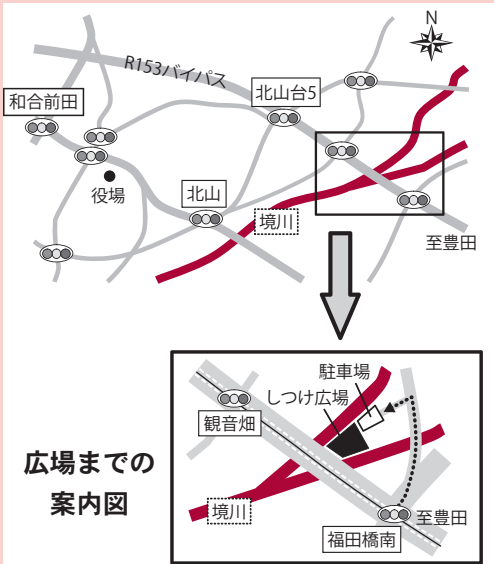 N
R153バイパス
和合前田
北山台5
役場
北山
境川
至豊田
駐車場
しつけ広場
観音畑
広場までの
案内図
境川
至豊田
福田橋南